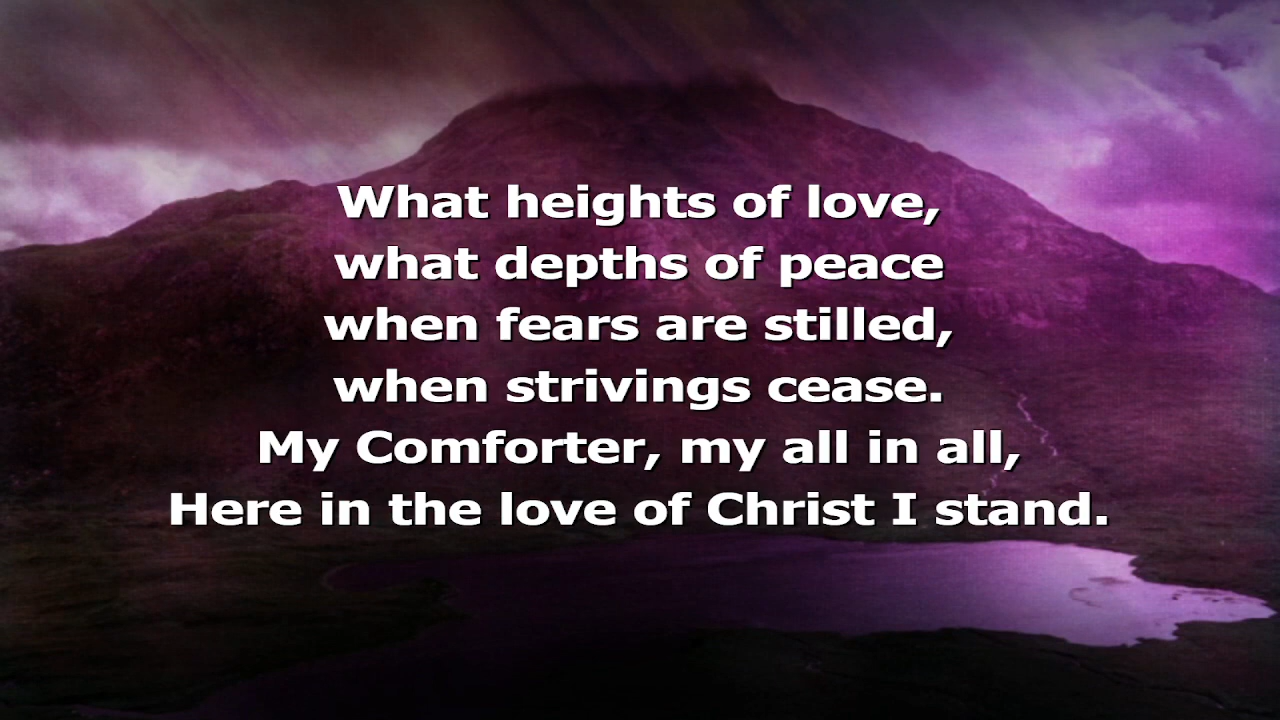 What heights of love,
what depths of peace
when fears are stilled,
when strivings cease.
My Comforter, my all in all,
Here in the love of Christ I stand.